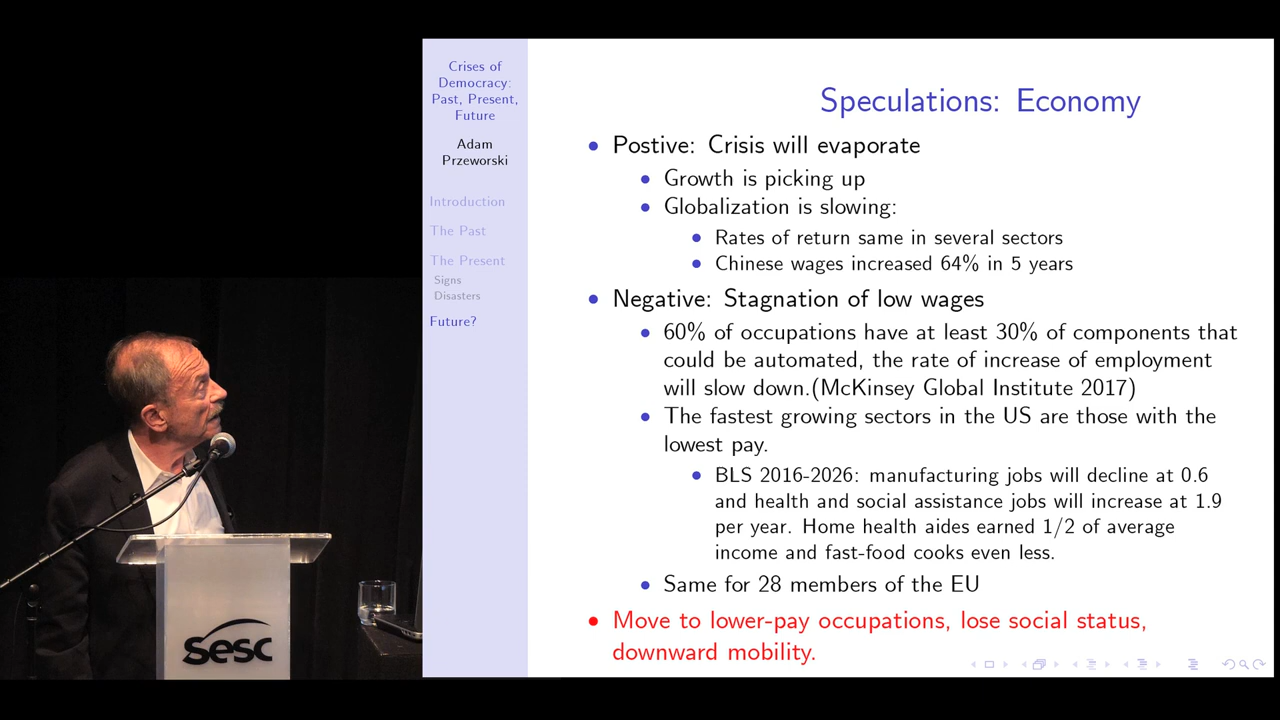 Crises of
Democracy:
Past, Present,
Future
Adam
Przeworski
Introduction
The Past
The Present
Signs
Disasters
Future?
Speculations: Economy
• Postive: Crisis will evaporate
• Growth is picking up
• Globalization is slowing:
• Rates of return same in several sectors
• Chinese wages increased 64% in 5 years
• Negative: Stagnation of low wages
• 60% of occupations have at least 30% of components that
could be automated, the rate of increase of employment
will slow down.(McKinsey Global Institute 2017)
• The fastest growing sectors in the US are those with the
lowest pay.
• BLS 2016-2026: manufacturing jobs will decline at 0.6
and health and social assistance jobs will increase at 1.9
per year. Home health aides earned 1/2 of average
income and fast-food cooks even less.
• Same for 28 members of the EU
• Move to lower-pay occupations, lose social status,
downward mobility.
sesc